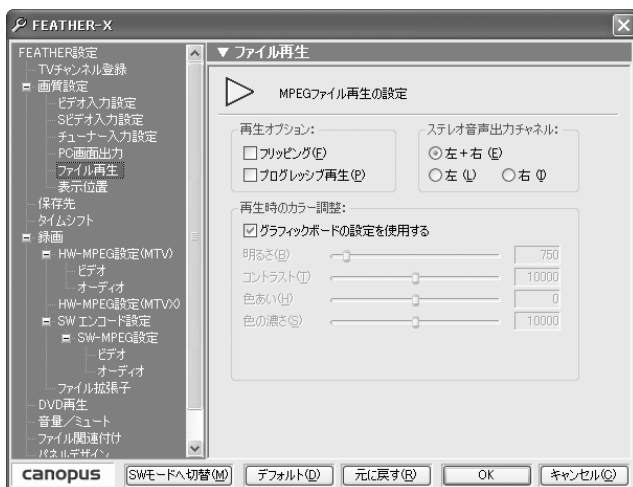 FEATHER-X
FEATHER設定
TVチャンネル登録
画質設定
ビデオ入力設定
Sビデオ入力設定
チューナー入力設定
PC画面出力
ファイル再生
表示位置
保存先
タイムシフト
録画
HW-MPEG設定(MTV)
ビデオ
オーディオ
HW-MPEG設定(MTVX)
SWエンコード設定
SW-MPEG設定
ビデオ
オーディオ
ファイル拡張子
DVD再生
音量/ミュート
ファイル関連付け
パネルデザイン
▼ ファイル再生
MPEGファイル再生の設定
再生オプション:
フリッピング(F)
プログレッシブ再生(P)
ステレオ音声出力チャネル:
左+右 (E)
左 (L) 右 (I)
再生時のカラー調整:
グラフィックボードの設定を使用する
明るさ(B) 750
コントラスト(T) 10000
色あい(H) 0
色の濃さ(S) 10000
canopus SWモードへ切替(M) デフォルト(D) 元に戻す(R) OK キャンセル(C)